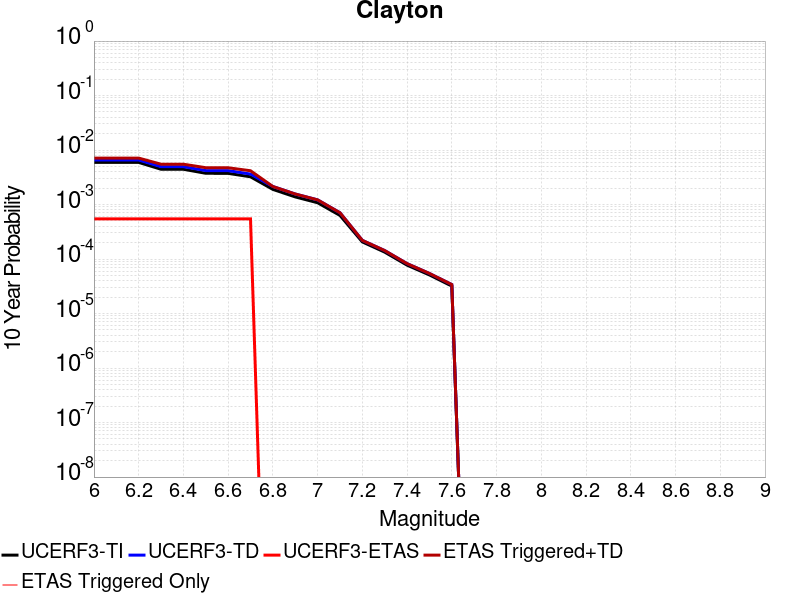 Clayton
10 Year Probability
10^0
10^-1
10^-2
10^-3
10^-4
10^-5
10^-6
10^-7
10^-8
6 6.2 6.4 6.6 6.8 7 7.2 7.4 7.6 7.8 8 8.2 8.4 8.6 8.8 9
Magnitude
UCERF3-TI UCERF3-TD UCERF3-ETAS ETAS Triggered+TD
ETAS Triggered Only